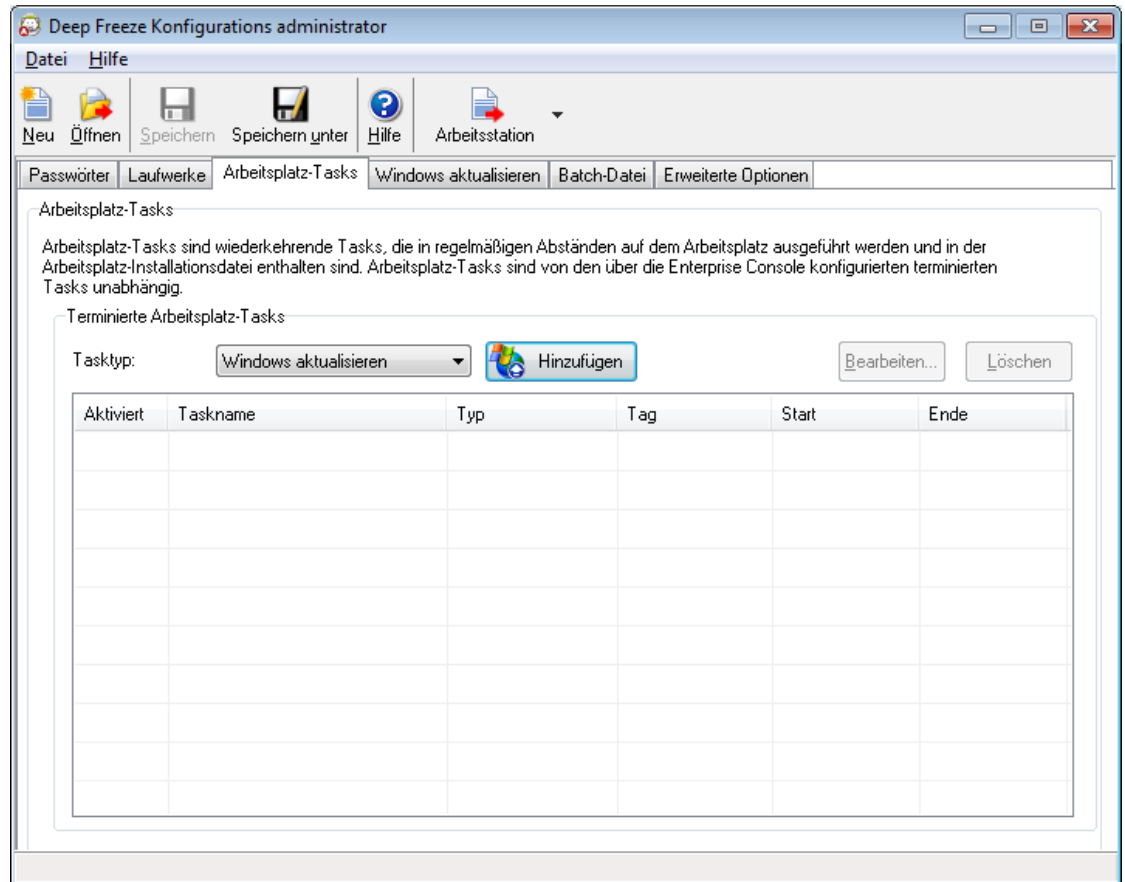 Deep Freeze Konfigurations administrator
Datei Hilfe
Neu Öffnen Speichern Speichern unter Hilfe Arbeitsstation
Passwörter Laufwerke Arbeitsplatz-Tasks Windows aktualisieren Batch-Datei Erweiterte Optionen
Arbeitsplatz-Tasks
Arbeitsplatz-Tasks sind wiederkehrende Tasks, die in regelmäßigen Abständen auf dem Arbeitsplatz ausgeführt werden und in der
Arbeitsplatz-Installationsdatei enthalten sind. Arbeitsplatz-Tasks sind von den über die Enterprise Console konfigurierten terminierten
Tasks unabhängig.
Terminierte Arbeitsplatz-Tasks
Tasktyp: Windows aktualisieren Hinzufügen Bearbeiten... Löschen
Aktiviert Taskname Typ Tag Start Ende